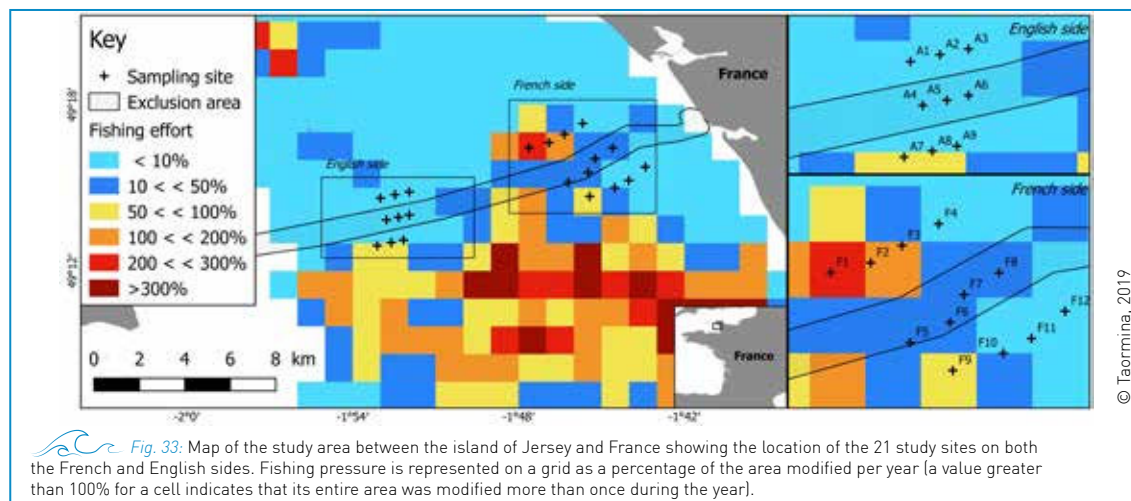 Key
Sampling site
Exclusion area
Fishing effort
< 10%
10 < < 50%
50 < < 100%
100 < < 200%
200 < < 300%
>300%
0 2 4 6 8 km
49°18'
49°12'
-2°0' -1°54' -1°48' -1°42'
English side
French side
France
France
English side
A1 A2 A3
A4 A5 A6
A7 A8 A9
French side
F1 F2 F3 F4
F5 F6 F7 F8
F9 F10 F11 F12
© Taormina, 2019
Fig. 33: Map of the study area between the island of Jersey and France showing the location of the 21 study sites on both
the French and English sides. Fishing pressure is represented on a grid as a percentage of the area modified per year (a value greater
than 100% for a cell indicates that its entire area was modified more than once during the year).